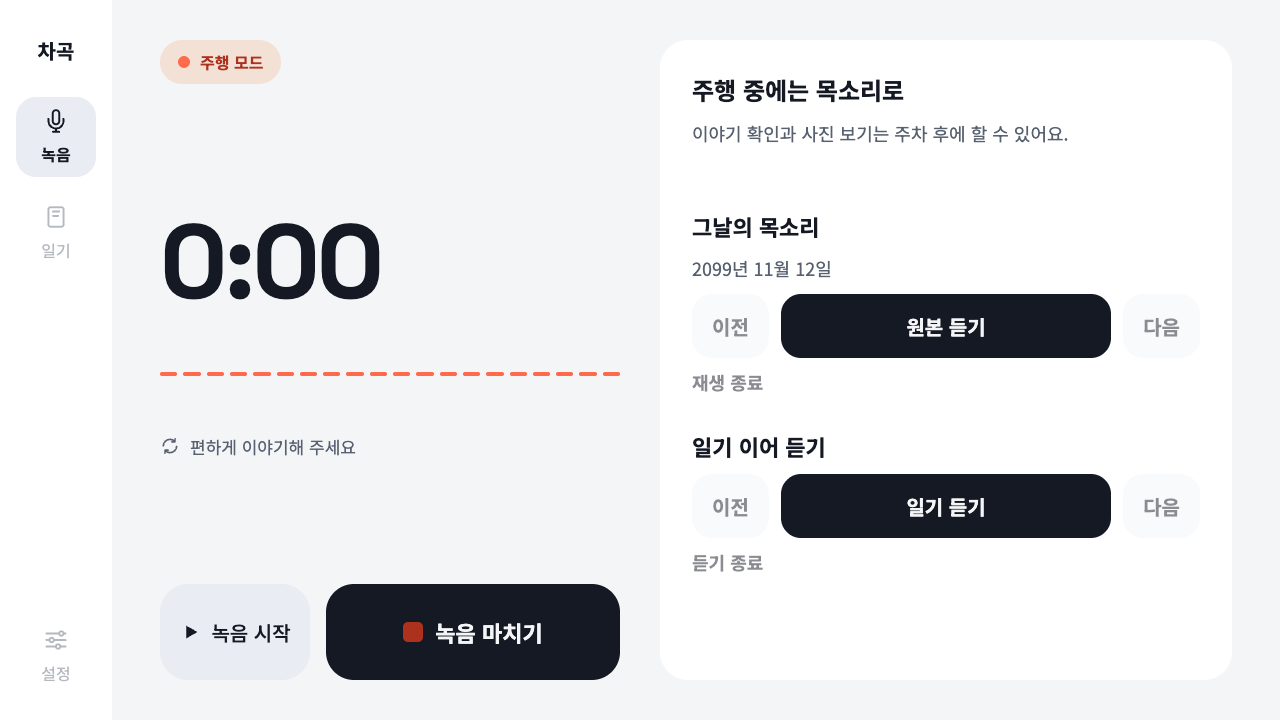 차곡
녹음
일기
설정
주행 모드
0:00
편하게 이야기해 주세요
녹음 시작
녹음 마치기
주행 중에는 목소리로
이야기 확인과 사진 보기는 주차 후에 할 수 있어요.
그날의 목소리
2099년 11월 12일
이전
원본 듣기
다음
재생 종료
일기 이어 듣기
이전
일기 듣기
다음
듣기 종료